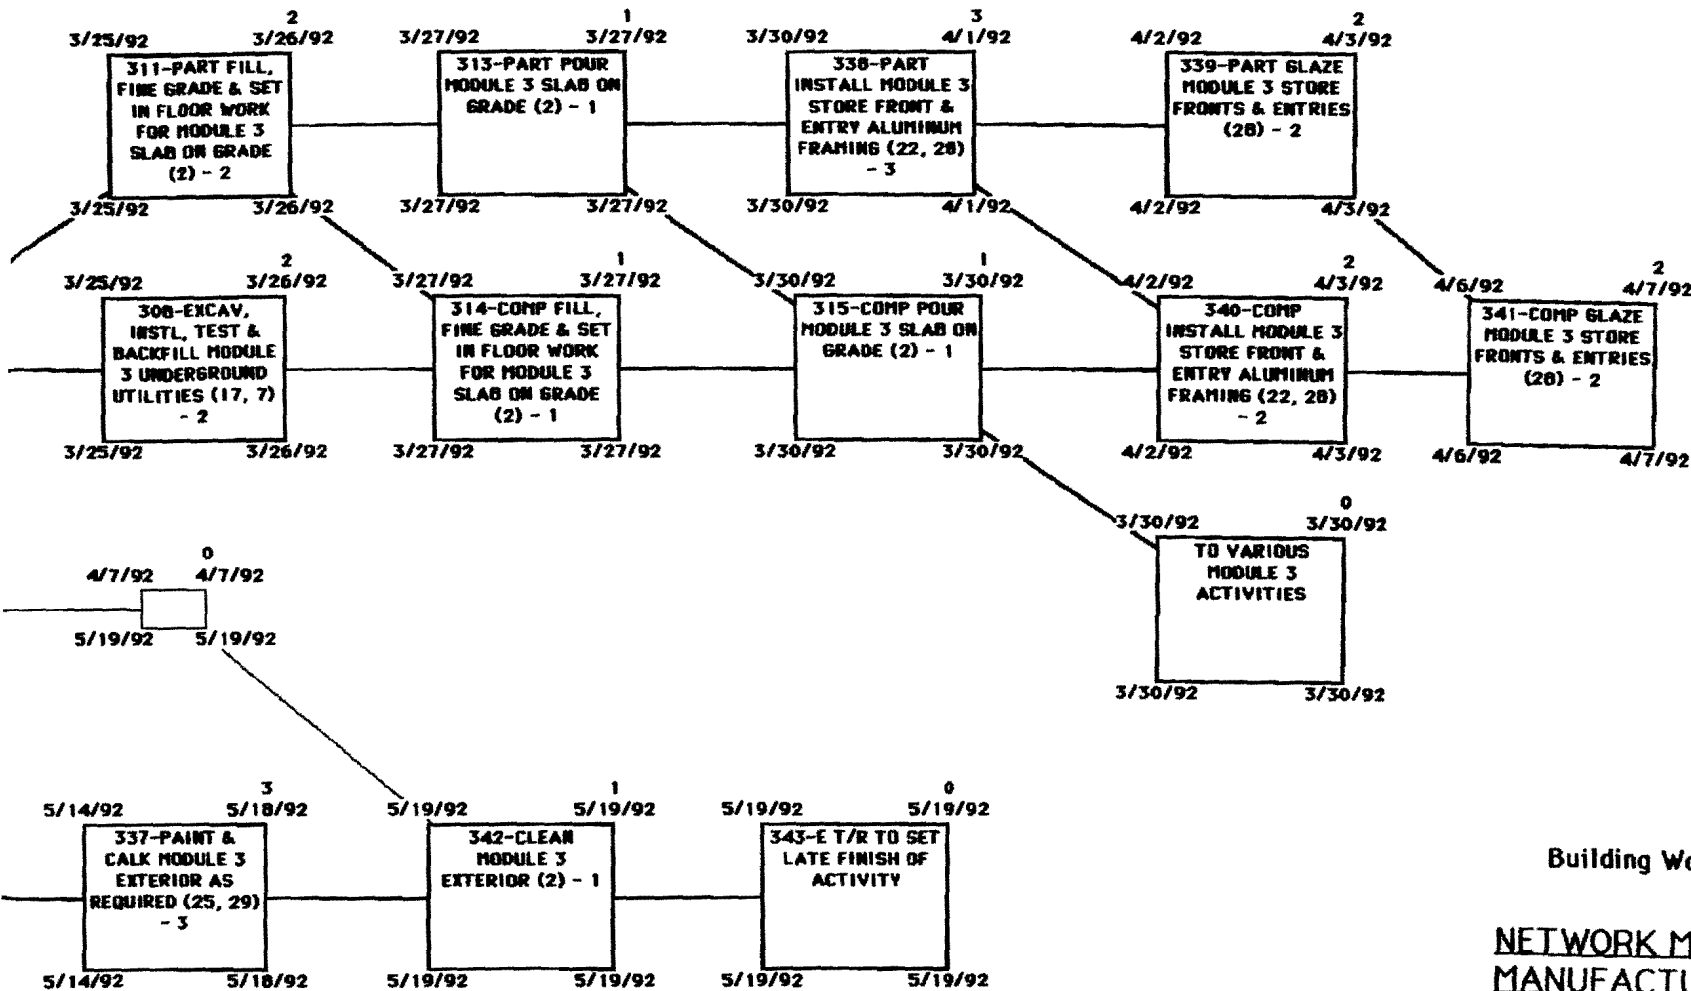 2
3/25/92 3/26/92
311-PART FILL,
FINE GRADE & SET
IN FLOOR WORK
FOR MODULE 3
SLAB ON GRADE
(2) - 2
3/25/92 3/26/92
1
3/27/92 3/27/92
313-PART POUR
MODULE 3 SLAB ON
GRADE (2) - 1
3/27/92 3/27/92
3
3/30/92 4/1/92
338-PART
INSTALL MODULE 3
STORE FRONT &
ENTRY ALUMINUM
FRAMING (22, 28)
- 3
3/30/92 4/1/92
2
4/2/92 4/3/92
339-PART GLAZE
MODULE 3 STORE
FRONTS & ENTRIES
(28) - 2
4/2/92 4/3/92
2
3/25/92 3/26/92
308-EXCAV,
INSTL, TEST &
BACKFILL MODULE
3 UNDERGROUND
UTILITIES (17, 7)
- 2
3/25/92 3/26/92
1
3/27/92 3/27/92
314-COMP FILL,
FINE GRADE & SET
IN FLOOR WORK
FOR MODULE 3
SLAB ON GRADE
(2) - 1
3/27/92 3/27/92
1
3/30/92 3/30/92
315-COMP POUR
MODULE 3 SLAB ON
GRADE (2) - 1
3/30/92 3/30/92
2
4/2/92 4/3/92
340-COMP
INSTALL MODULE 3
STORE FRONT &
ENTRY ALUMINUM
FRAMING (22, 28)
- 2
4/2/92 4/3/92
2
4/6/92 4/7/92
341-COMP GLAZE
MODULE 3 STORE
FRONTS & ENTRIES
(28) - 2
4/6/92 4/7/92
0
3/30/92 3/30/92
TO VARIOUS
MODULE 3
ACTIVITIES
3/30/92 3/30/92
0
4/7/92 4/7/92
5/19/92 5/19/92
3
5/14/92 5/18/92
337-PAINT &
CALK MODULE 3
EXTERIOR AS
REQUIRED (25, 29)
- 3
5/14/92 5/18/92
1
5/19/92 5/19/92
342-CLEAN
MODULE 3
EXTERIOR (2) - 1
5/19/92 5/19/92
0
5/19/92 5/19/92
343-E T/R TO SET
LATE FINISH OF
ACTIVITY
5/19/92 5/19/92
Building Wo
NETWORK M
MANUFACTU